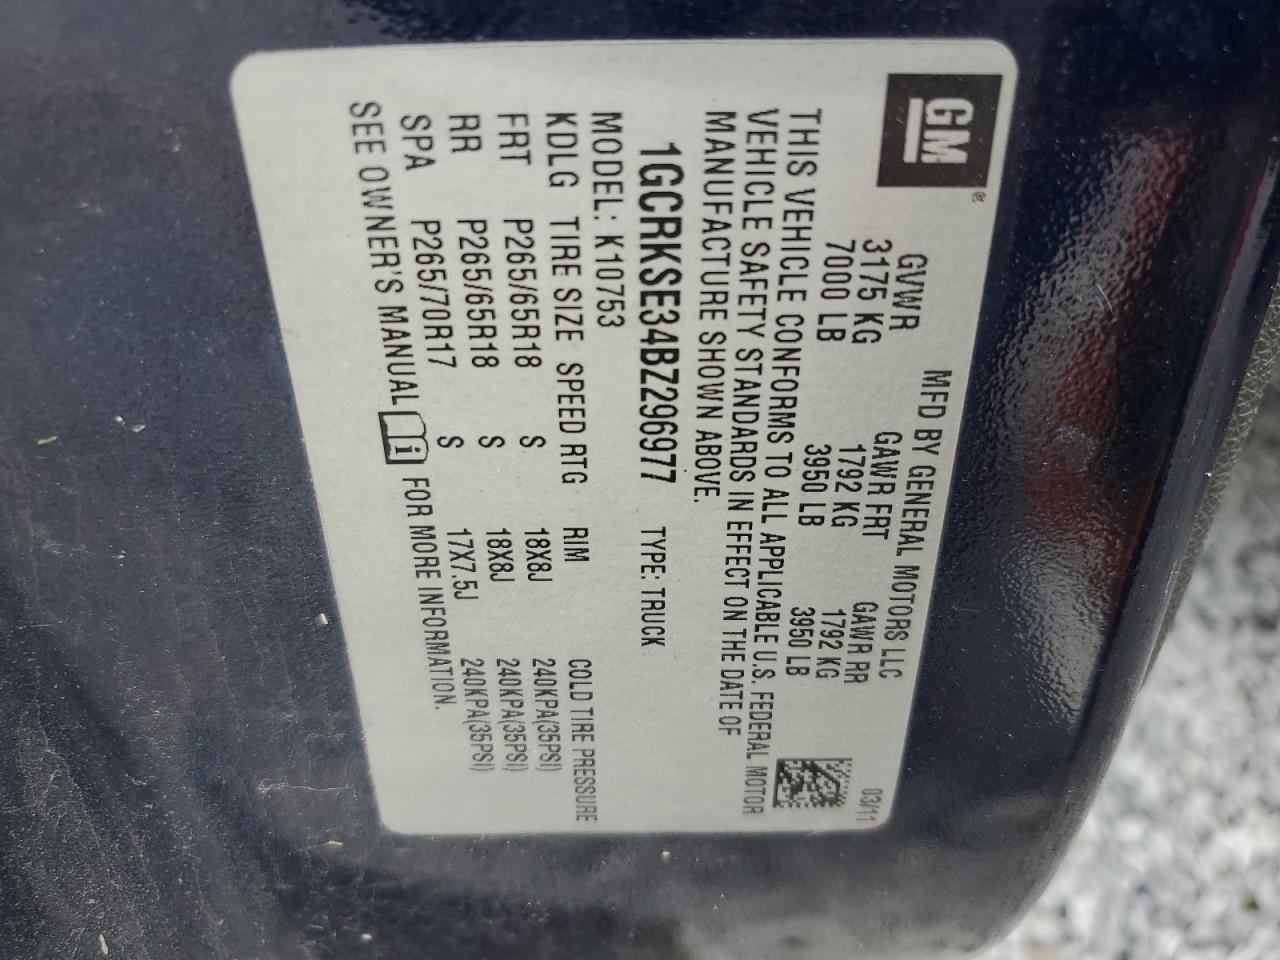 GM®
MFD BY GENERAL MOTORS LLC 03/11
GVWR GAWR FRT GAWR RR
3175 KG 1792 KG 1792 KG
7000 LB 3950 LB 3950 LB
THIS VEHICLE CONFORMS TO ALL APPLICABLE U.S. FEDERAL MOTOR
VEHICLE SAFETY STANDARDS IN EFFECT ON THE DATE OF
MANUFACTURE SHOWN ABOVE.
1GCRKSE34BZ296977 TYPE: TRUCK
MODEL: K10753
KDLG TIRE SIZE SPEED RTG RIM COLD TIRE PRESSURE
FRT P265/65R18 S 18X8J 240KPA(35PSI)
RR P265/65R18 S 18X8J 240KPA(35PSI)
SPA P265/70R17 S 17X7.5J 240KPA(35PSI)
SEE OWNER'S MANUAL i FOR MORE INFORMATION.